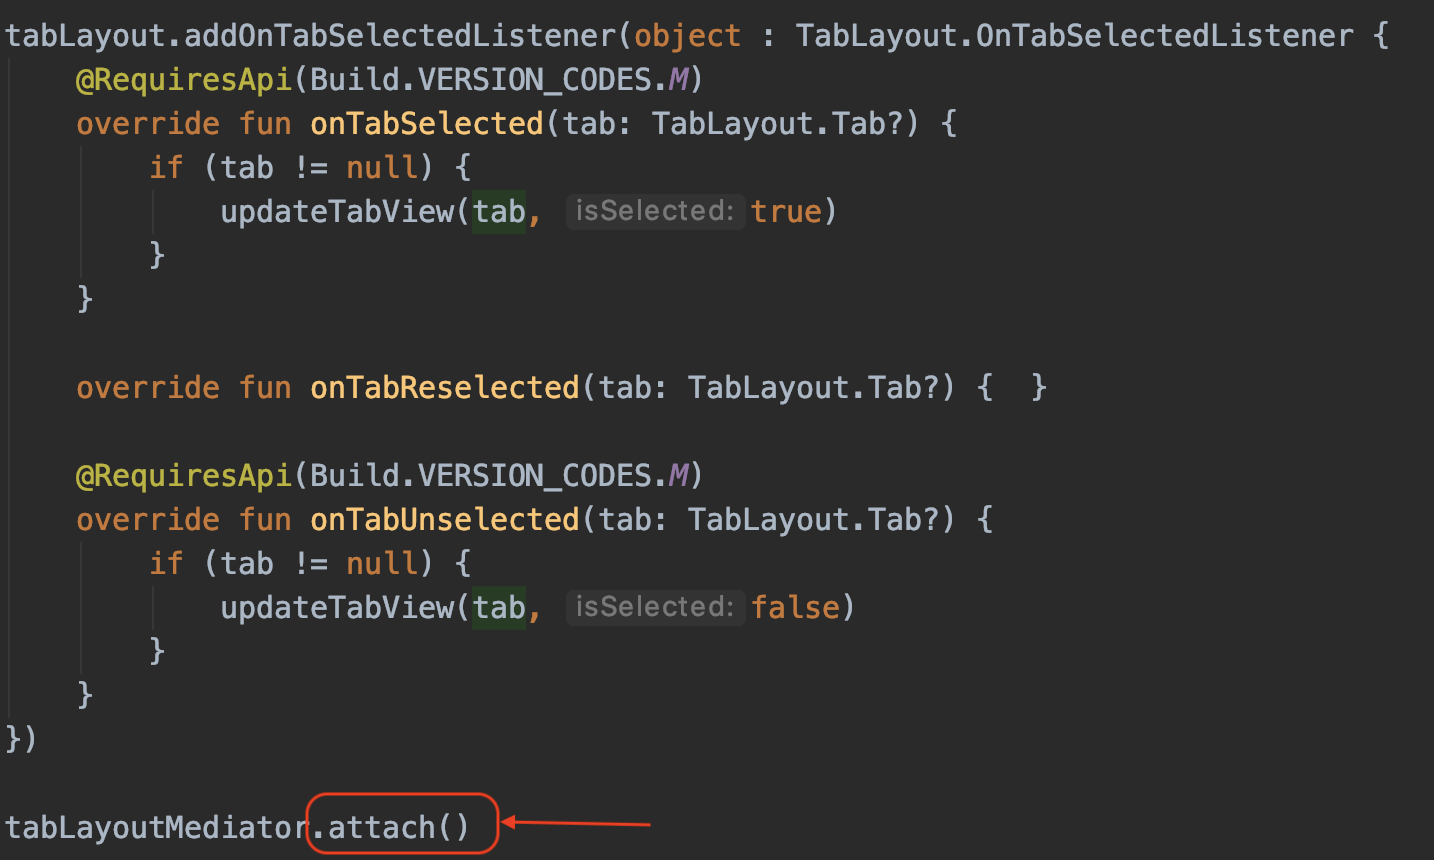 tabLayout.addOnTabSelectedListener(object : TabLayout.OnTabSelectedListener {
@RequiresApi(Build.VERSION_CODES.M)
override fun onTabSelected(tab: TabLayout.Tab?) {
if (tab != null) {
updateTabView(tab, isSelected: true)
}
}
override fun onTabReselected(tab: TabLayout.Tab?) {  }
@RequiresApi(Build.VERSION_CODES.M)
override fun onTabUnselected(tab: TabLayout.Tab?) {
if (tab != null) {
updateTabView(tab, isSelected: false)
}
}
})
tabLayoutMediator.attach()